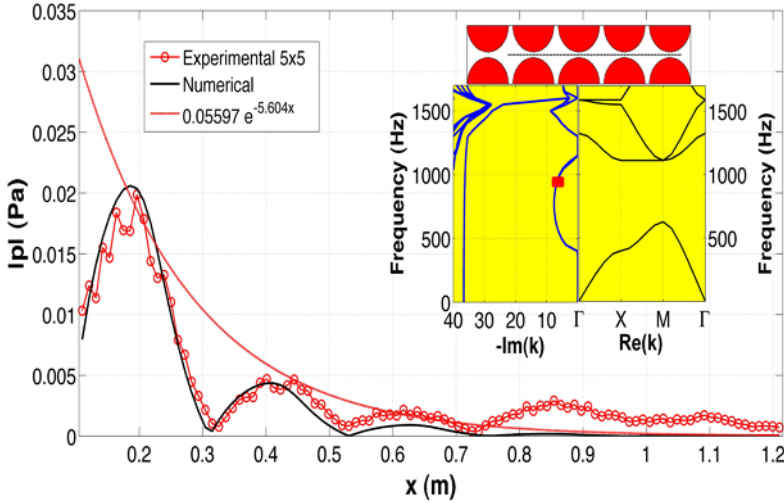 0.035
0.03
0.025
0.02
0.015
0.01
0.005
0
|p| (Pa)
Experimental 5x5
Numerical
0.05597 e^-5.604x
0.2
0.3
0.4
0.5
0.6
0.7
0.8
0.9
1
1.1
1.2
x (m)
Frequency (Hz)
1500
1000
500
0
40 30 20 10 Γ X M Γ
-Im(k) Re(k)
Frequency (Hz)
1500
1000
500